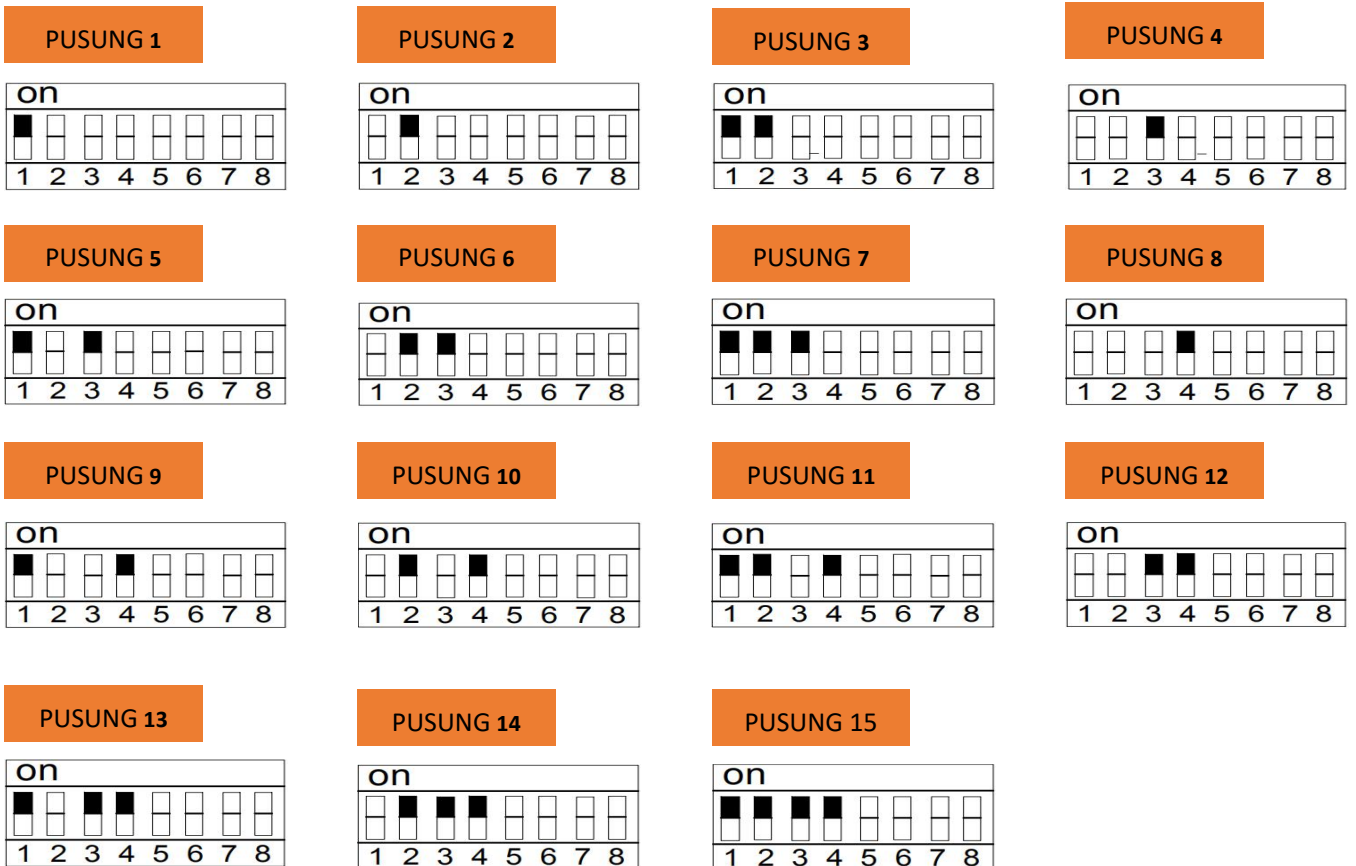 PUSUNG 1
PUSUNG 2
PUSUNG 3
PUSUNG 4
on
1 2 3 4 5 6 7 8
on
1 2 3 4 5 6 7 8
on
1 2 3 4 5 6 7 8
on
1 2 3 4 5 6 7 8
PUSUNG 5
PUSUNG 6
PUSUNG 7
PUSUNG 8
on
1 2 3 4 5 6 7 8
on
1 2 3 4 5 6 7 8
on
1 2 3 4 5 6 7 8
on
1 2 3 4 5 6 7 8
PUSUNG 9
PUSUNG 10
PUSUNG 11
PUSUNG 12
on
1 2 3 4 5 6 7 8
on
1 2 3 4 5 6 7 8
on
1 2 3 4 5 6 7 8
on
1 2 3 4 5 6 7 8
PUSUNG 13
PUSUNG 14
PUSUNG 15
on
1 2 3 4 5 6 7 8
on
1 2 3 4 5 6 7 8
on
1 2 3 4 5 6 7 8